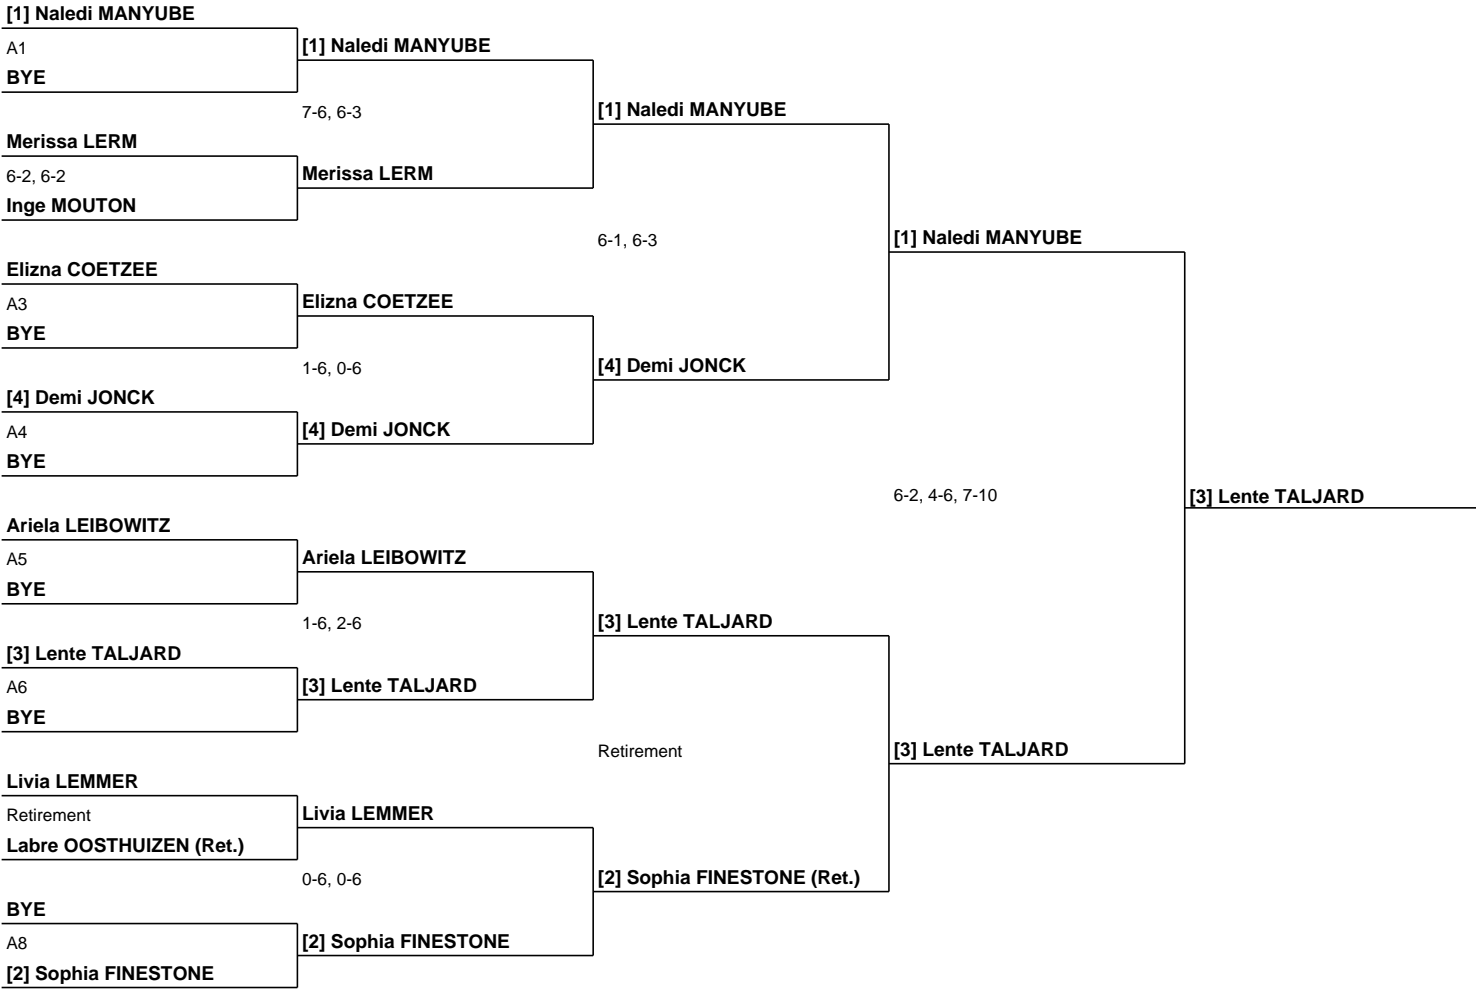 [1] Naledi MANYUBE
A1
BYE
Merissa LERM
6-2, 6-2
Inge MOUTON
Elizna COETZEE
A3
BYE
[4] Demi JONCK
A4
BYE
Ariela LEIBOWITZ
A5
BYE
[3] Lente TALJARD
A6
BYE
Livia LEMMER
Retirement
Labre OOSTHUIZEN (Ret.)
BYE
A8
[2] Sophia FINESTONE
[1] Naledi MANYUBE
7-6, 6-3
Merissa LERM
Elizna COETZEE
1-6, 0-6
[4] Demi JONCK
Ariela LEIBOWITZ
1-6, 2-6
[3] Lente TALJARD
Livia LEMMER
0-6, 0-6
[2] Sophia FINESTONE
[1] Naledi MANYUBE
6-1, 6-3
[4] Demi JONCK
[3] Lente TALJARD
Retirement
[2] Sophia FINESTONE (Ret.)
[1] Naledi MANYUBE
6-2, 4-6, 7-10
[3] Lente TALJARD
[3] Lente TALJARD